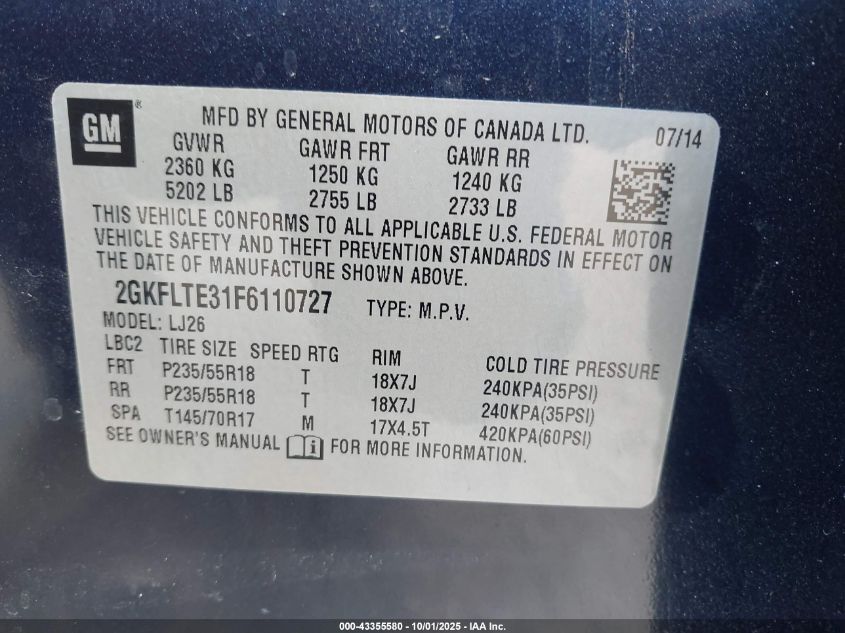 GM ®
MFD BY GENERAL MOTORS OF CANADA LTD. 07/14
GVWR GAWR FRT GAWR RR
2360 KG 1250 KG 1240 KG
5202 LB 2755 LB 2733 LB
THIS VEHICLE CONFORMS TO ALL APPLICABLE U.S. FEDERAL MOTOR
VEHICLE SAFETY AND THEFT PREVENTION STANDARDS IN EFFECT ON
THE DATE OF MANUFACTURE SHOWN ABOVE.
2GKFLTE31F6110727 TYPE: M.P.V.
MODEL: LJ26
LBC2 TIRE SIZE SPEED RTG RIM COLD TIRE PRESSURE
FRT P235/55R18 T 18X7J 240KPA(35PSI)
RR P235/55R18 T 18X7J 240KPA(35PSI)
SPA T145/70R17 M 17X4.5T 420KPA(60PSI)
SEE OWNER'S MANUAL i FOR MORE INFORMATION.
000-43355580 - 10/01/2025 - IAA Inc.